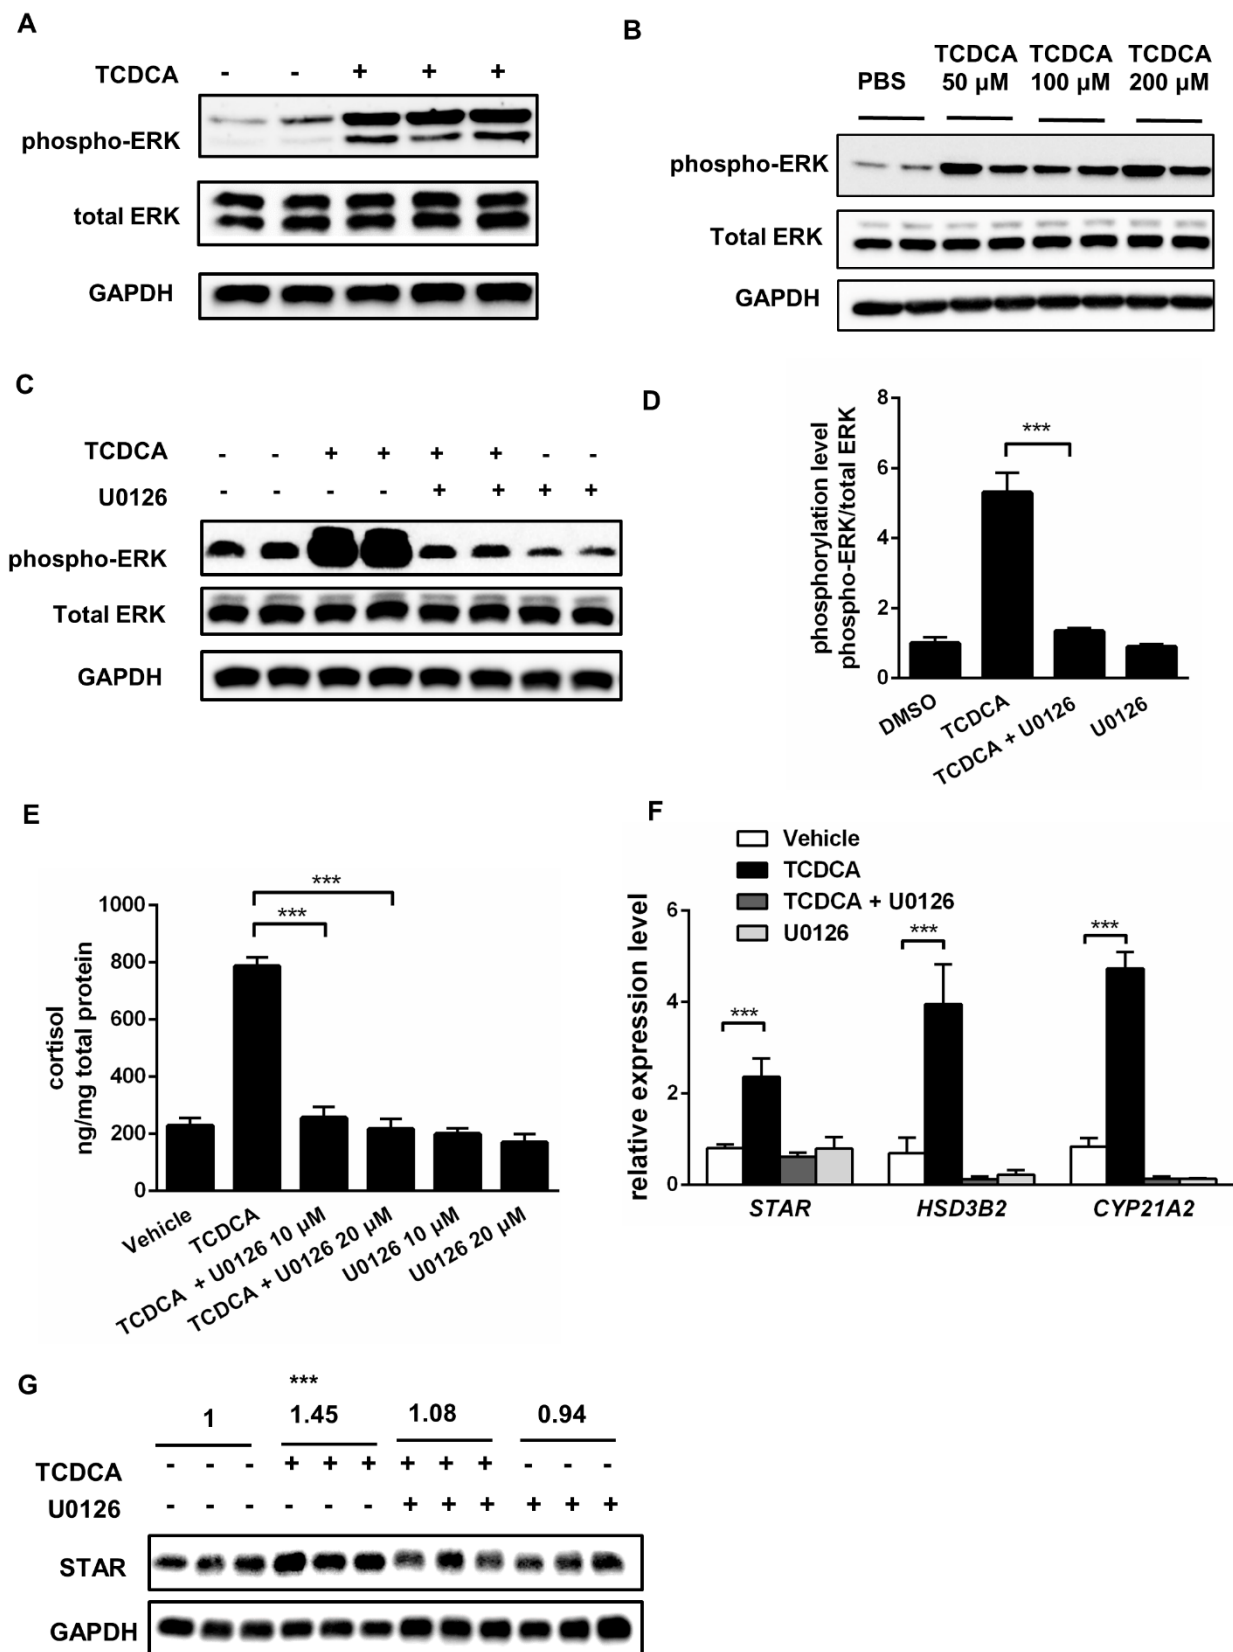 A
TCDCA - - + + +
phospho-ERK
total ERK
GAPDH
B
PBS TCDCA 50 µM TCDCA 100 µM TCDCA 200 µM
phospho-ERK
Total ERK
GAPDH
C
TCDCA - - + + + + - -
U0126 - - - - + + + +
phospho-ERK
Total ERK
GAPDH
D
phosphorylation level
phospho-ERK/total ERK
8
6
4
2
0
***
DMSO
TCDCA
TCDCA + U0126
U0126
E
cortisol
ng/mg total protein
1000
800
600
400
200
0
***
***
Vehicle
TCDCA
TCDCA + U0126 10 µM
TCDCA + U0126 20 µM
U0126 10 µM
U0126 20 µM
F
Vehicle
TCDCA
TCDCA + U0126
U0126
relative expression level
6
4
2
0
***
***
***
STAR HSD3B2 CYP21A2
G
***
1 1.45 1.08 0.94
TCDCA - - - + + + + + + - - -
U0126 - - - - - - + + + + + +
STAR
GAPDH